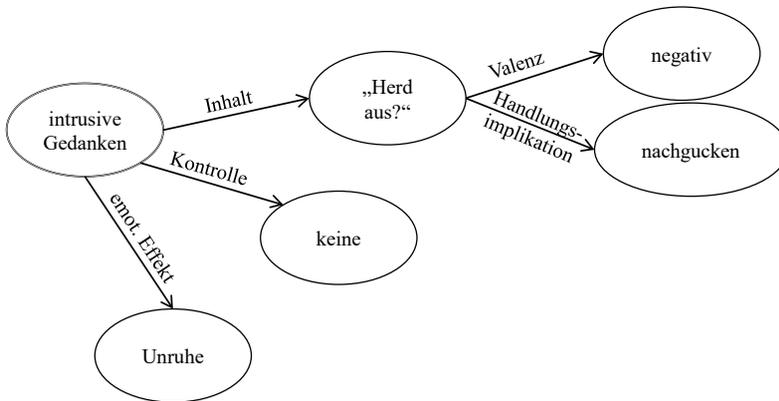 intrusive
Gedanken
Inhalt
„Herd
aus?“
Valenz
negativ
Handlungs-
implikation
nachgucken
Kontrolle
keine
emot. Effekt
Unruhe